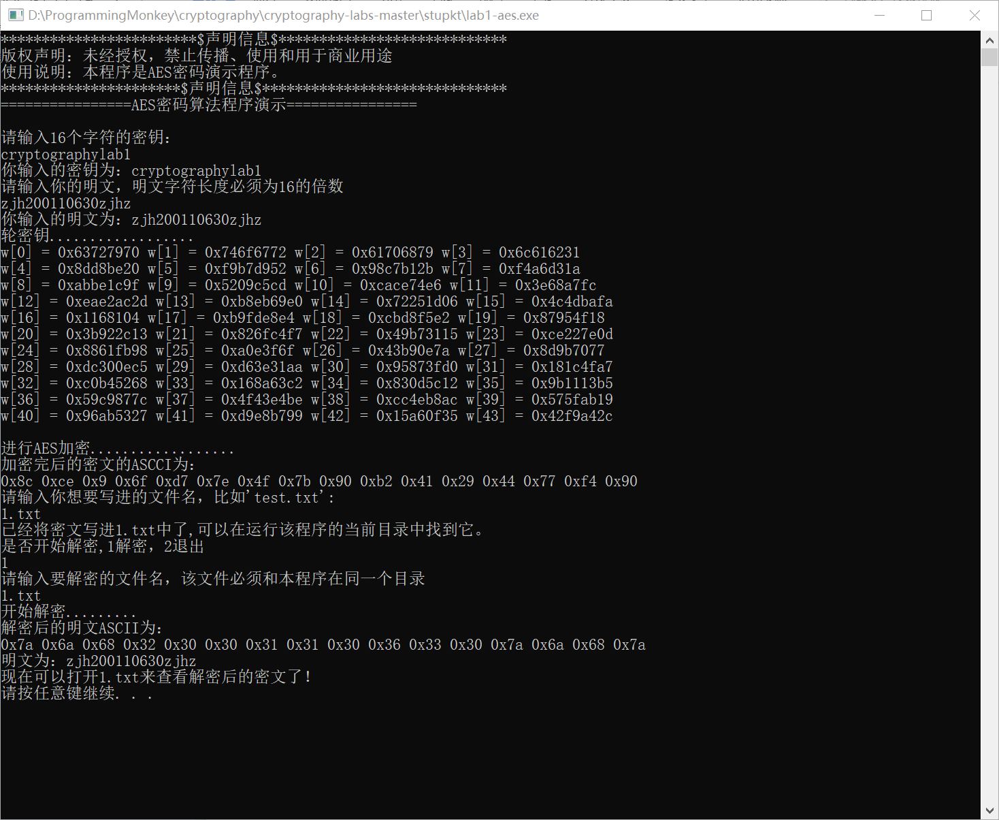 D:\ProgrammingMonkey\cryptography\cryptography-labs-master\stupkt\lab1-aes.exe
************************$声明信息$****************************
版权声明：未经授权，禁止传播、使用和用于商业用途
使用说明：本程序是AES密码演示程序。
**********************$声明信息$******************************
================AES密码算法程序演示================
请输入16个字符的密钥：
cryptographylab1
你输入的密钥为：cryptographylab1
请输入你的明文，明文字符长度必须为16的倍数
zjh200110630zjhz
你输入的明文为：zjh200110630zjhz
轮密钥..................
w[0] = 0x63727970 w[1] = 0x746f6772 w[2] = 0x61706879 w[3] = 0x6c616231
w[4] = 0x8dd8be20 w[5] = 0xf9b7d952 w[6] = 0x98c7b12b w[7] = 0xf4a6d31a
w[8] = 0xabbe1c9f w[9] = 0x5209c5cd w[10] = 0xcace74e6 w[11] = 0x3e68a7fc
w[12] = 0xeae2ac2d w[13] = 0xb8eb69e0 w[14] = 0x72251d06 w[15] = 0x4c4dbafa
w[16] = 0x1168104 w[17] = 0xb9fde8e4 w[18] = 0xcbd8f5e2 w[19] = 0x87954f18
w[20] = 0x3b922c13 w[21] = 0x826fc4f7 w[22] = 0x49b73115 w[23] = 0xce227e0d
w[24] = 0x8861fb98 w[25] = 0xa0e3f6f w[26] = 0x43b90e7a w[27] = 0x8d9b7077
w[28] = 0xdc300ec5 w[29] = 0xd63e31aa w[30] = 0x95873fd0 w[31] = 0x181c4fa7
w[32] = 0xc0b45268 w[33] = 0x168a63c2 w[34] = 0x830d5c12 w[35] = 0x9b1113b5
w[36] = 0x59c9877c w[37] = 0x4f43e4be w[38] = 0xcc4eb8ac w[39] = 0x575fab19
w[40] = 0x96ab5327 w[41] = 0xd9e8b799 w[42] = 0x15a60f35 w[43] = 0x42f9a42c
进行AES加密..................
加密完后的密文的ASCCI为：
0x8c 0xce 0x9 0x6f 0xd7 0x7e 0x4f 0x7b 0x90 0xb2 0x41 0x29 0x44 0x77 0xf4 0x90
请输入你想要写进的文件名，比如'test.txt':
1.txt
已经将密文写进1.txt中了,可以在运行该程序的当前目录中找到它。
是否开始解密,1解密，2退出
1
请输入要解密的文件名，该文件必须和本程序在同一个目录
1.txt
开始解密.........
解密后的明文ASCII为：
0x7a 0x6a 0x68 0x32 0x30 0x30 0x31 0x31 0x30 0x36 0x33 0x30 0x7a 0x6a 0x68 0x7a
明文为：zjh200110630zjhz
现在可以打开1.txt来查看解密后的密文了！
请按任意键继续. . .